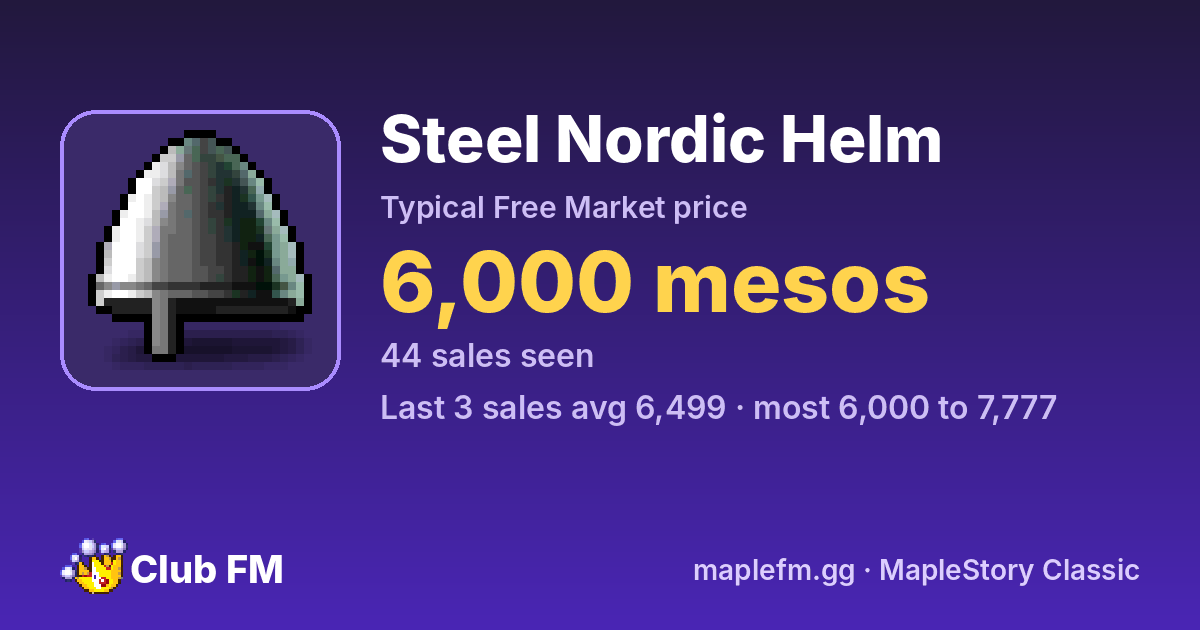 Steel Nordic Helm
Typical Free Market price
6,000 mesos
44 sales seen
Last 3 sales avg 6,499 · most 6,000 to 7,777
Club FM
maplefm.gg · MapleStory Classic